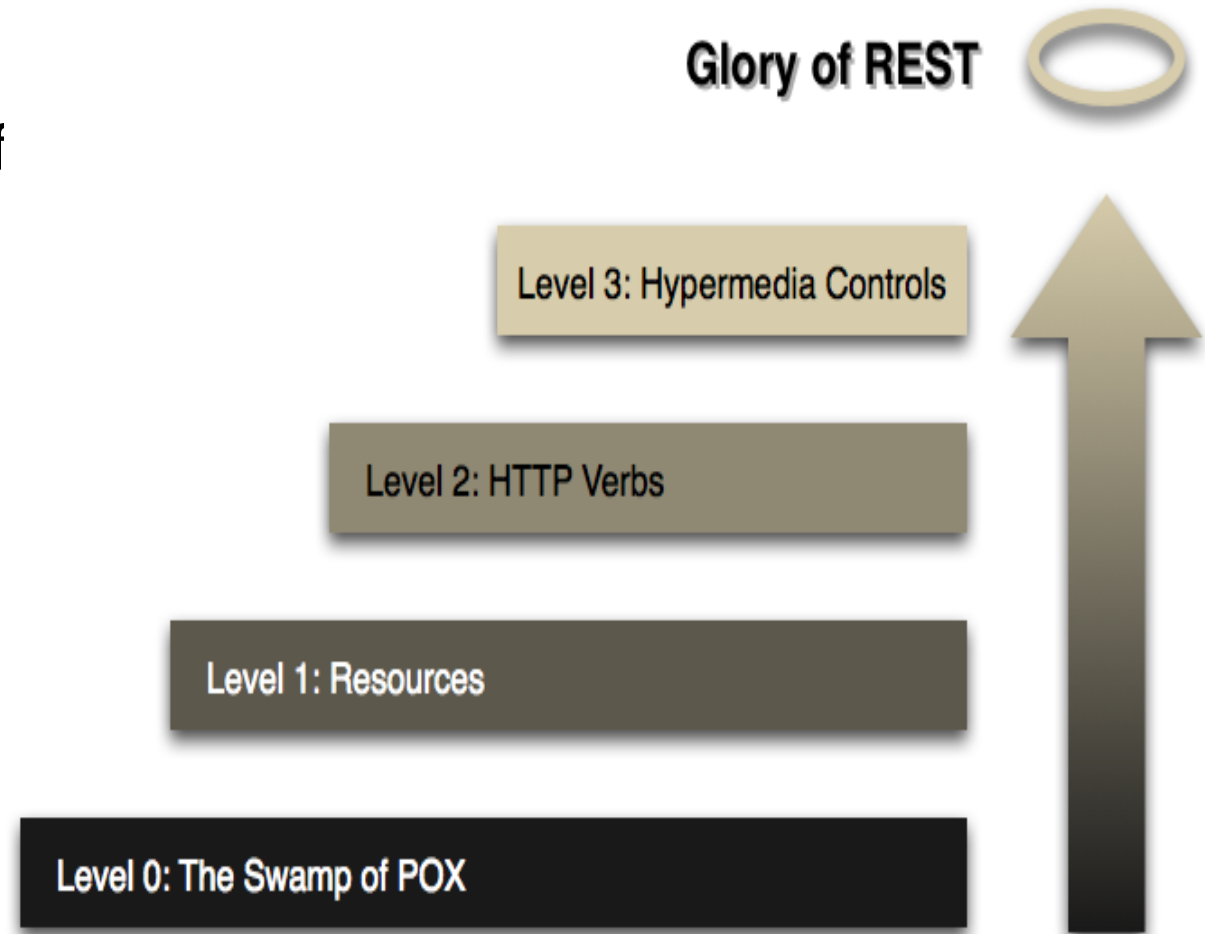 Glory of REST
Level 3: Hypermedia Controls
Level 2: HTTP Verbs
Level 1: Resources
Level 0: The Swamp of POX